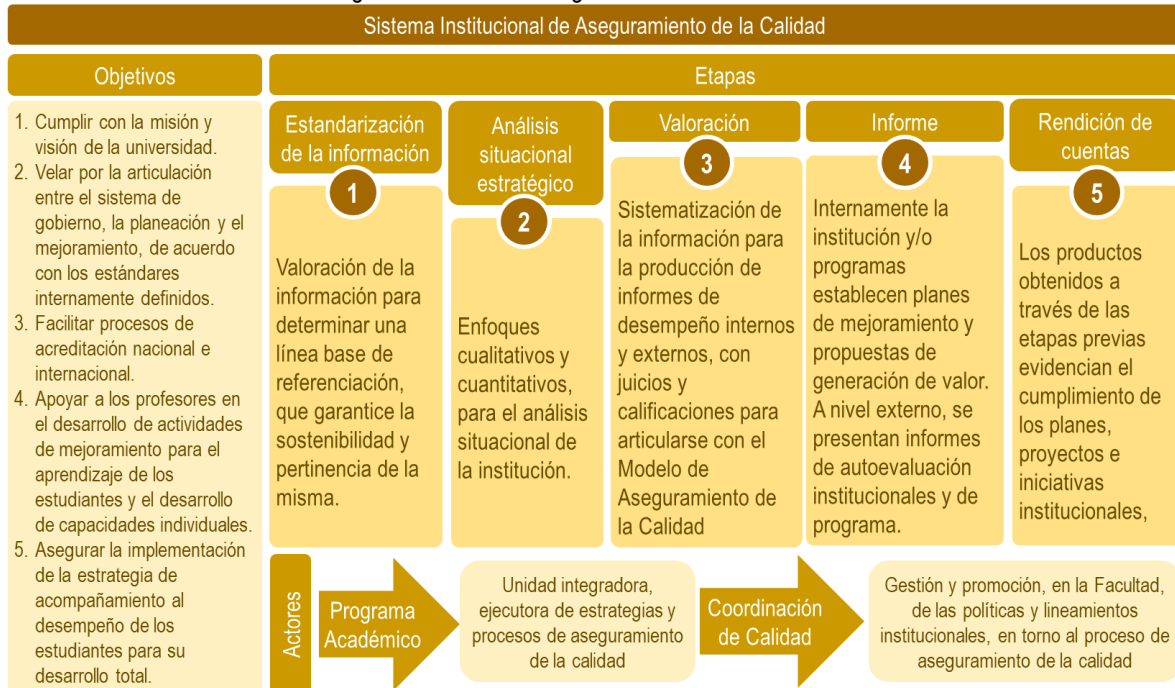 Sistema Institucional de Aseguramiento de la Calidad
Objetivos
1. Cumplir con la misión y
visión de la universidad.
2. Velar por la articulación
entre el sistema de
gobierno, la planeación y el
mejoramiento, de acuerdo
con los estándares
internamente definidos.
3. Facilitar procesos de
acreditación nacional e
internacional.
4. Apoyar a los profesores en
el desarrollo de actividades
de mejoramiento para el
aprendizaje de los
estudiantes y el desarrollo
de capacidades individuales.
5. Asegurar la implementación
de la estrategia de
acompañamiento al
desempeño de los
estudiantes para su
desarrollo total.
Etapas
Estandarización
de la información
1
Valoración de la
información para
determinar una
línea base de
referenciación,
que garantice la
sostenibilidad y
pertinencia de la
misma.
Análisis
situacional
estratégico
2
Enfoques
cualitativos y
cuantitativos,
para el análisis
situacional de
la institución.
Valoración
3
Sistematización de
la información para
la producción de
informes de
desempeño internos
y externos, con
juicios y
calificaciones para
articularse con el
Modelo de
Aseguramiento de
la Calidad
Informe
4
Internamente la
institución y/o
programas
establecen planes
de mejoramiento y
propuestas de
generación de valor.
A nivel externo, se
presentan informes
de autoevaluación
institucionales y de
programa.
Rendición de
cuentas
5
Los productos
obtenidos a
través de las
etapas previas
evidencian el
cumplimiento de
los planes,
proyectos e
iniciativas
institucionales,
Actores
Programa
Académico
Unidad integradora,
ejecutora de estrategias y
procesos de aseguramiento
de la calidad
Coordinación
de Calidad
Gestión y promoción, en la Facultad,
de las políticas y lineamientos
institucionales, en torno al proceso de
aseguramiento de la calidad